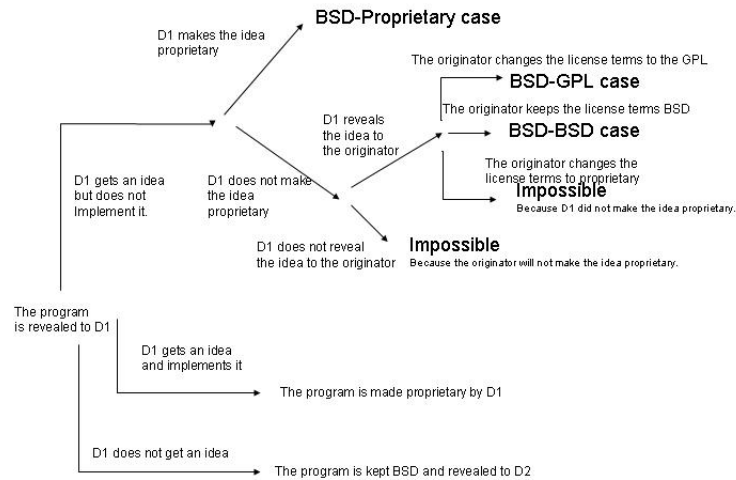 BSD-Proprietary case
D1 makes the idea
proprietary
The originator changes the license terms to the GPL
BSD-GPL case
The originator keeps the license terms BSD
D1 reveals
the idea to
the originator
BSD-BSD case
The originator changes the
license terms to proprietary
Impossible
Because D1 did not make the idea proprietary.
D1 gets an idea
but does not
Implement it.
D1 does not make
the idea
proprietary
D1 does not reveal
the idea to the originator
Impossible
Because the originator will not make the idea proprietary.
The program
is revealed to D1
D1 gets an idea
and implements it
The program is made proprietary by D1
D1 does not get an idea
The program is kept BSD and revealed to D2